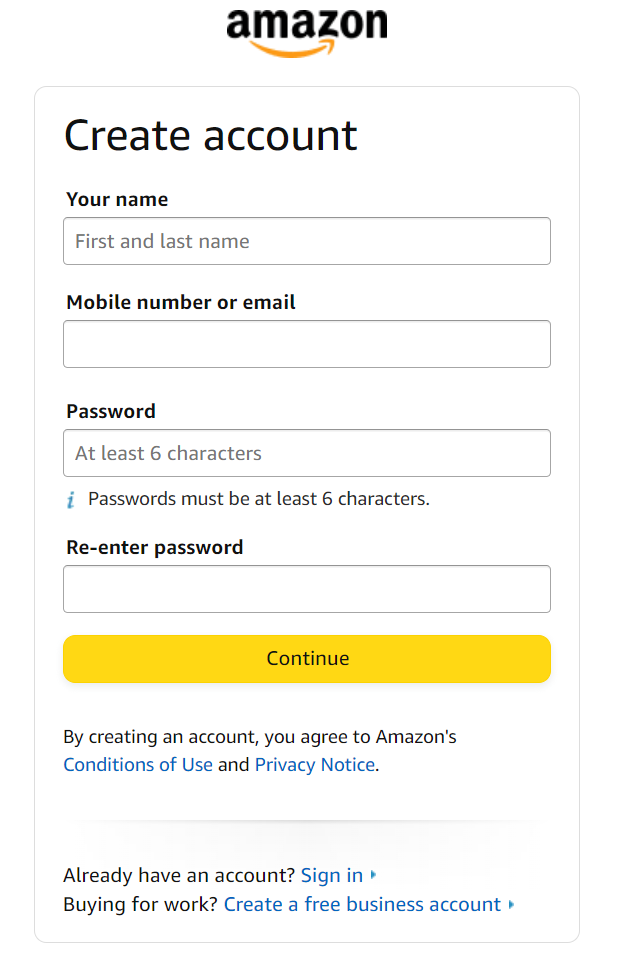 amazon
Create account
Your name
First and last name
Mobile number or email
Password
At least 6 characters
i Passwords must be at least 6 characters.
Re-enter password
Continue
By creating an account, you agree to Amazon's
Conditions of Use and Privacy Notice.
Already have an account? Sign in
Buying for work? Create a free business account